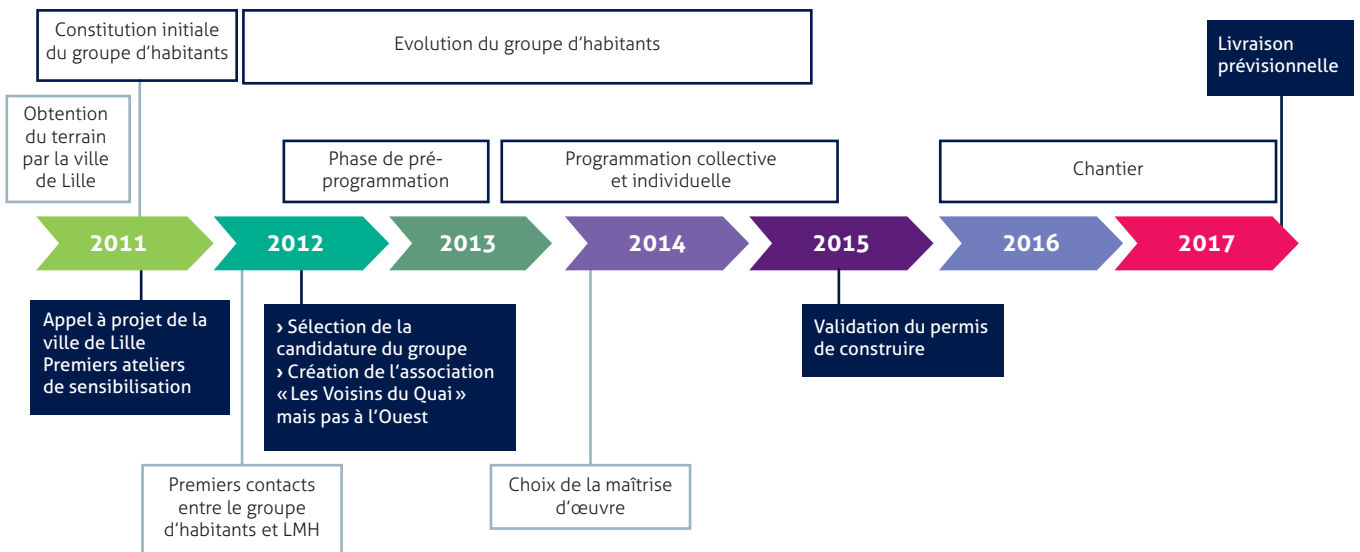 Constitution initiale
du groupe d'habitants
Evolution du groupe d'habitants
Livraison
prévisionnelle
Obtention
du terrain
par la ville
de Lille
Phase de pré-
programmation
Programmation collective
et individuelle
Chantier
2011
2012
2013
2014
2015
2016
2017
Appel à projet de la
ville de Lille
Premiers ateliers
de sensibilisation
› Sélection de la
candidature du groupe
› Création de l'association
« Les Voisins du Quai »
mais pas à l'Ouest
Validation du permis
de construire
Premiers contacts
entre le groupe
d'habitants et LMH
Choix de la maîtrise
d'œuvre